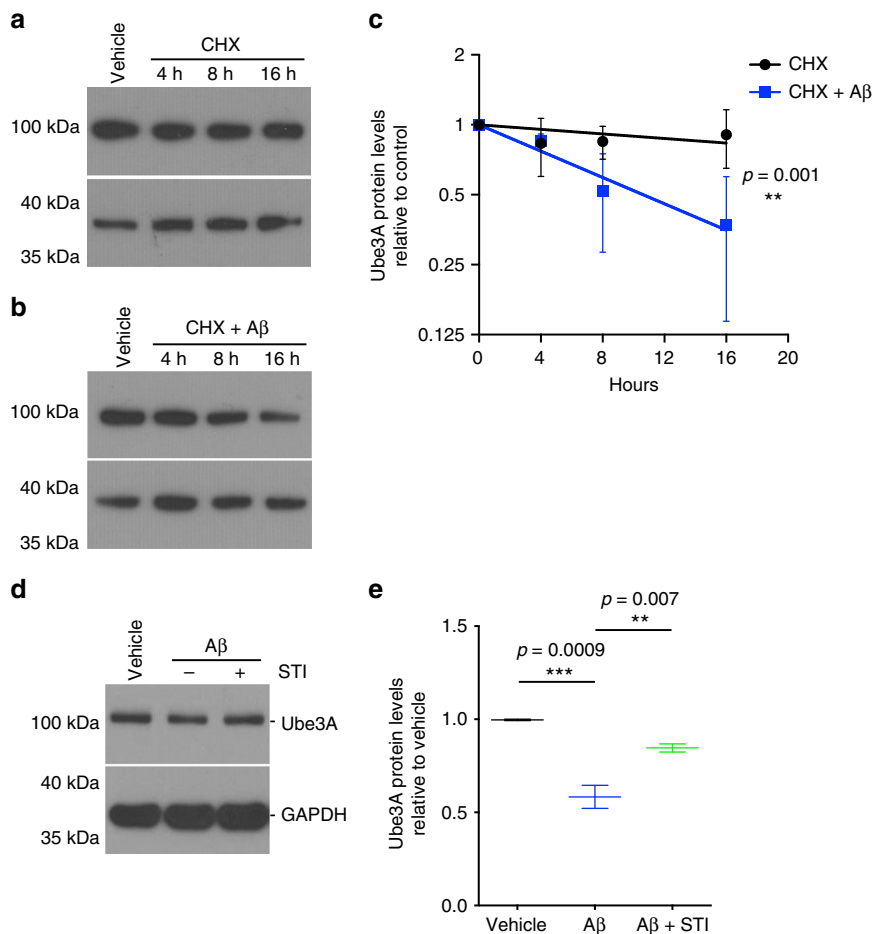 a
Vehicle
CHX
4 h 8 h 16 h
100 kDa
40 kDa
35 kDa
b
Vehicle
CHX + Aβ
4 h 8 h 16 h
100 kDa
40 kDa
35 kDa
c
Ube3A protein levels
relative to control
2
1
0.5
0.25
0.125
0 4 8 12 16 20
Hours
CHX
CHX + Aβ
p = 0.001
**
d
Vehicle
Aβ
– + STI
100 kDa
Ube3A
40 kDa
GAPDH
35 kDa
e
Ube3A protein levels
relative to vehicle
1.5
1.0
0.5
0.0
p = 0.007
**
p = 0.0009
***
Vehicle Aβ Aβ + STI